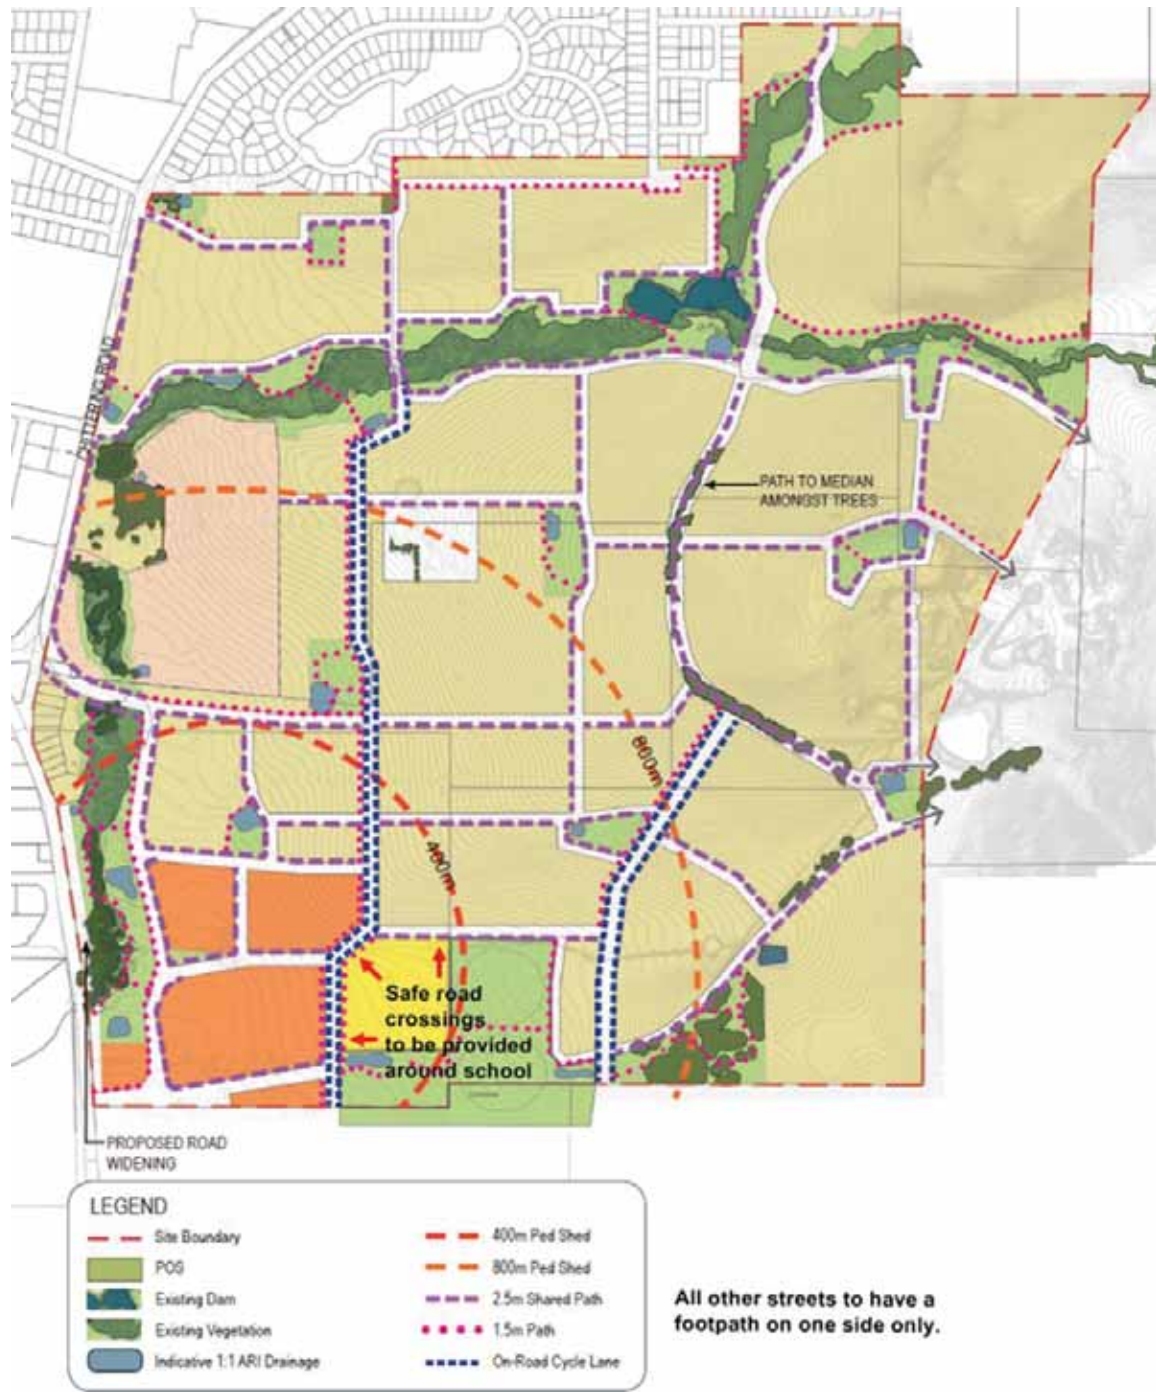 CHITTERING ROAD
PATH TO MEDIAN
AMONGST TREES
800m
400m
Safe road
crossings
to be provided
around school
PROPOSED ROAD
WIDENING
LEGEND
Site Boundary
POS
Existing Dam
Existing Vegetation
Indicative 1:1 ARI Drainage
400m Ped Shed
800m Ped Shed
2.5m Shared Path
1.5m Path
On-Road Cycle Lane
All other streets to have a
footpath on one side only.